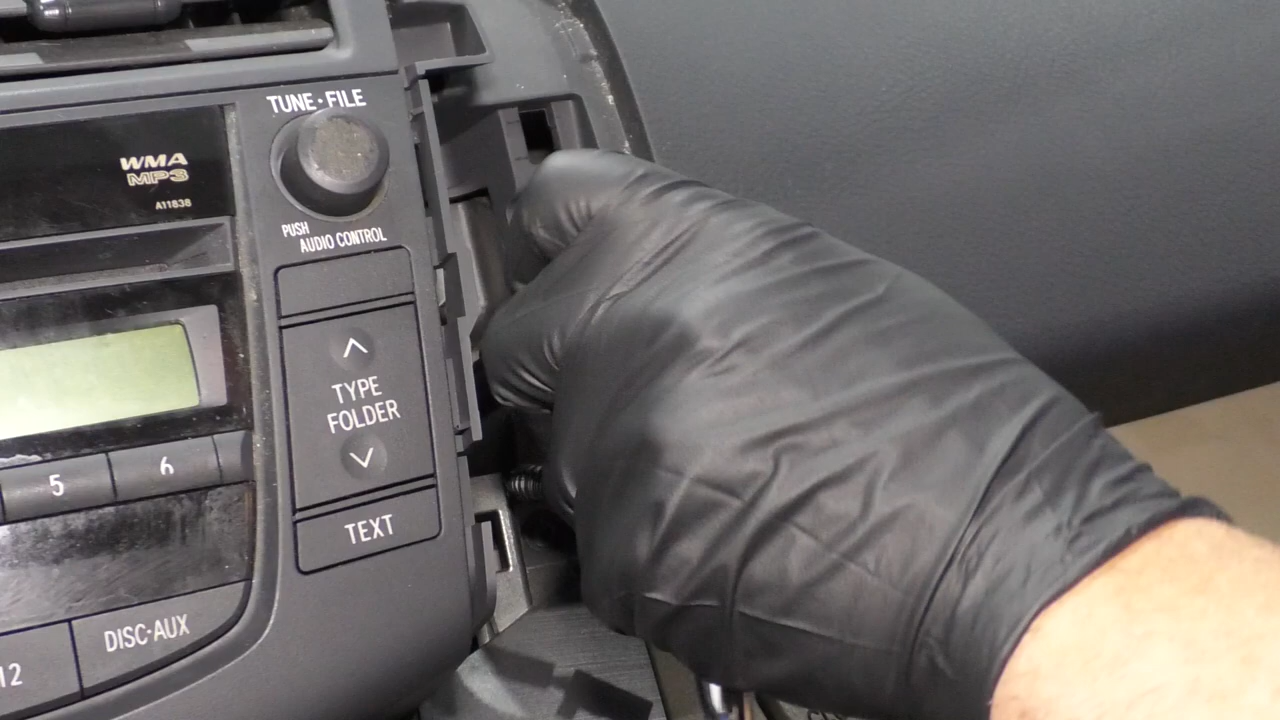 TUNE•FILE
WMA
MP3
A11838
PUSH
AUDIO CONTROL
TYPE
FOLDER
5
6
TEXT
DISC•AUX
12